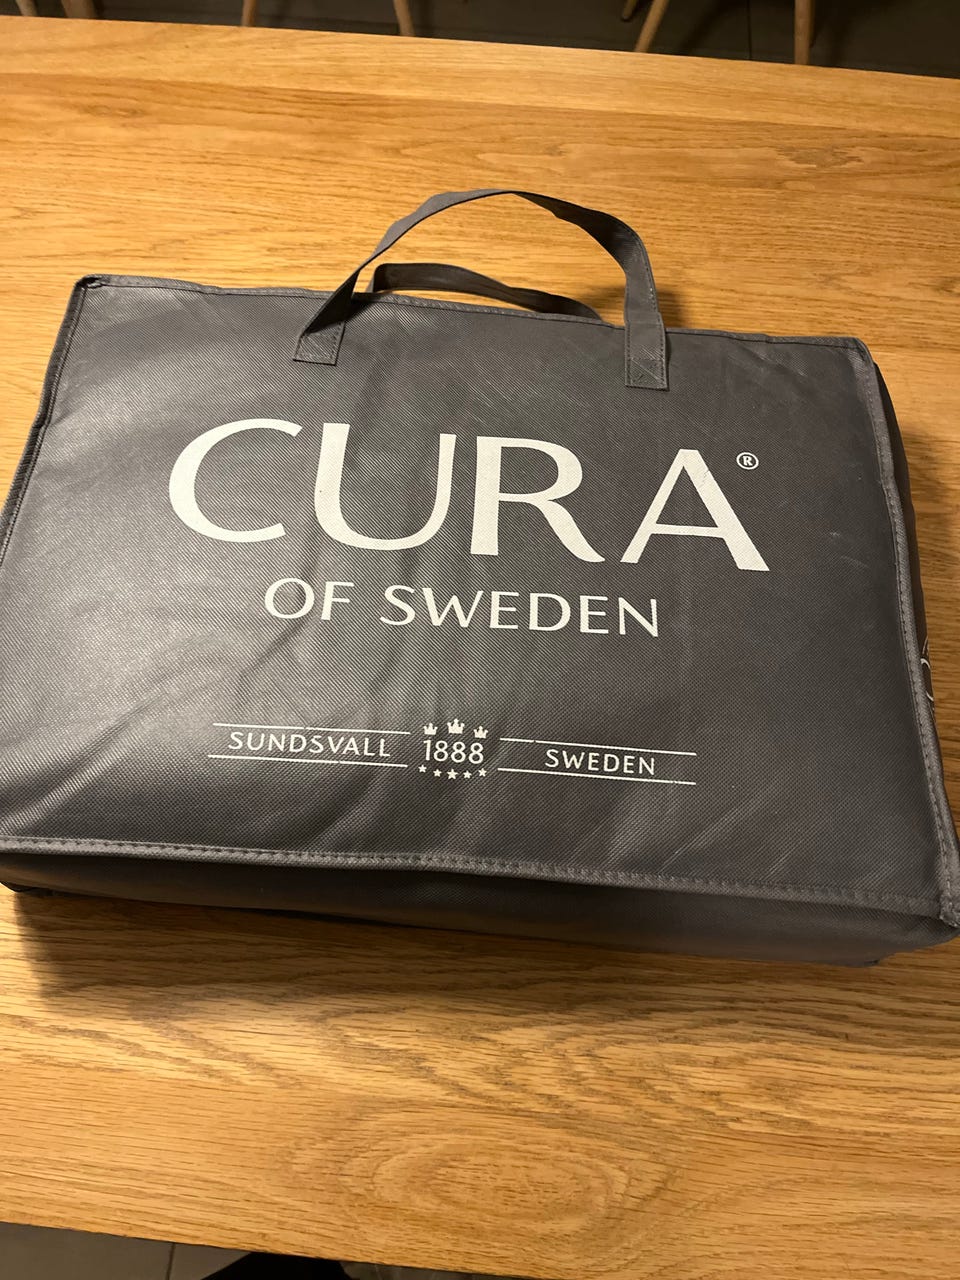 CURA®
OF SWEDEN
SUNDSVALL 1888 SWEDEN